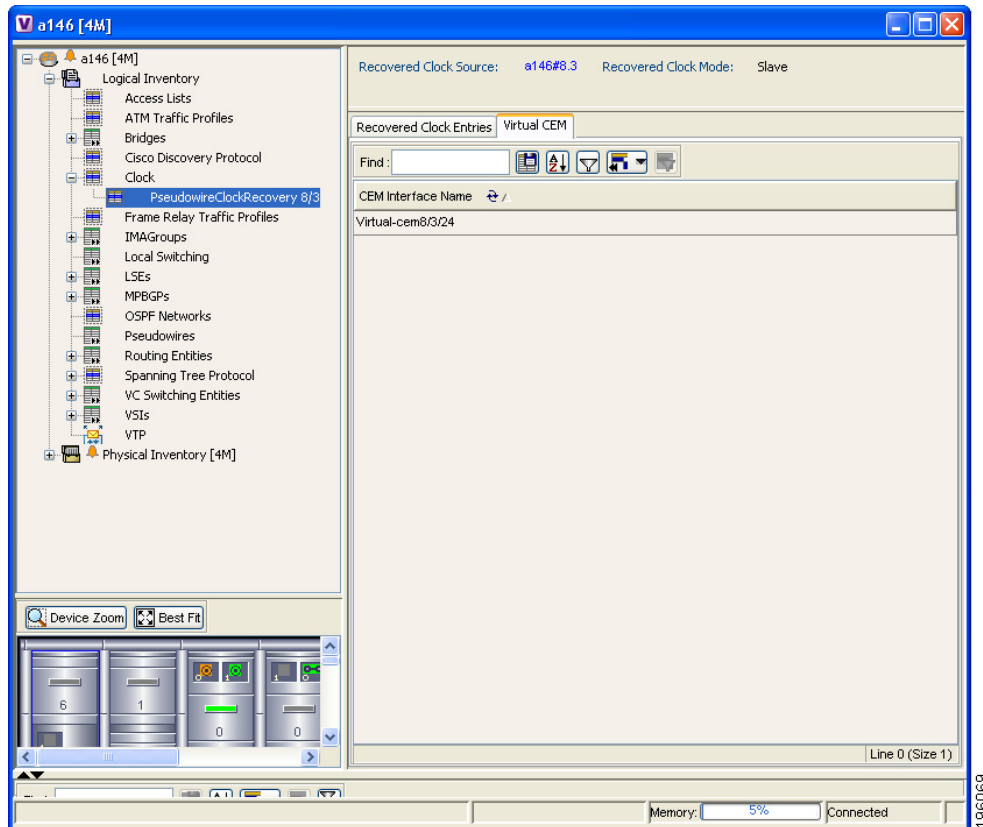 a146 [4M]
a146 [4M]
Logical Inventory
Access Lists
ATM Traffic Profiles
Bridges
Cisco Discovery Protocol
Clock
PseudowireClockRecovery 8/3
Frame Relay Traffic Profiles
IMAGroups
Local Switching
LSEs
MPBGPs
OSPF Networks
Pseudowires
Routing Entities
Spanning Tree Protocol
VC Switching Entities
VSIs
VTP
Physical Inventory [4M]
Recovered Clock Source: a146#8.3 Recovered Clock Mode: Slave
Recovered Clock Entries Virtual CEM
Find :
CEM Interface Name
Virtual-cem8/3/24
Line 0 (Size 1)
Device Zoom Best Fit
6 1 0 0
Memory: 5% Connected
196069